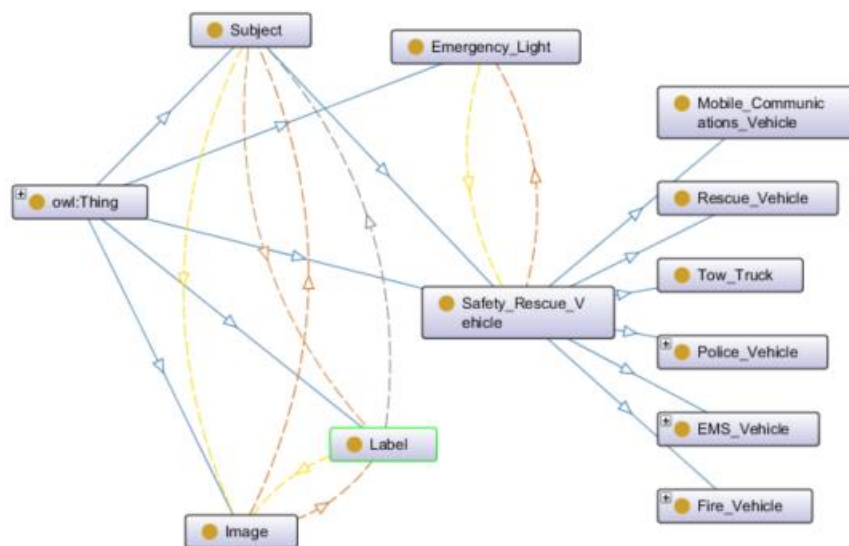 Subject
Emergency_Light
Mobile_Communic
ations_Vehicle
owl:Thing
Rescue_Vehicle
Tow_Truck
Safety_Rescue_V
ehicle
Police_Vehicle
Label
EMS_Vehicle
Fire_Vehicle
Image